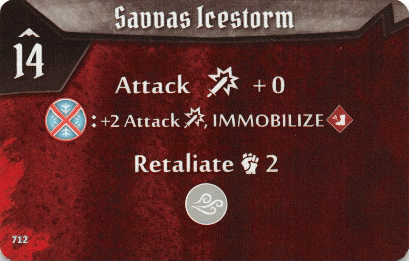 Savvas Icestorm
14
Attack + 0
: +2 Attack, IMMOBILIZE
Retaliate 2
712